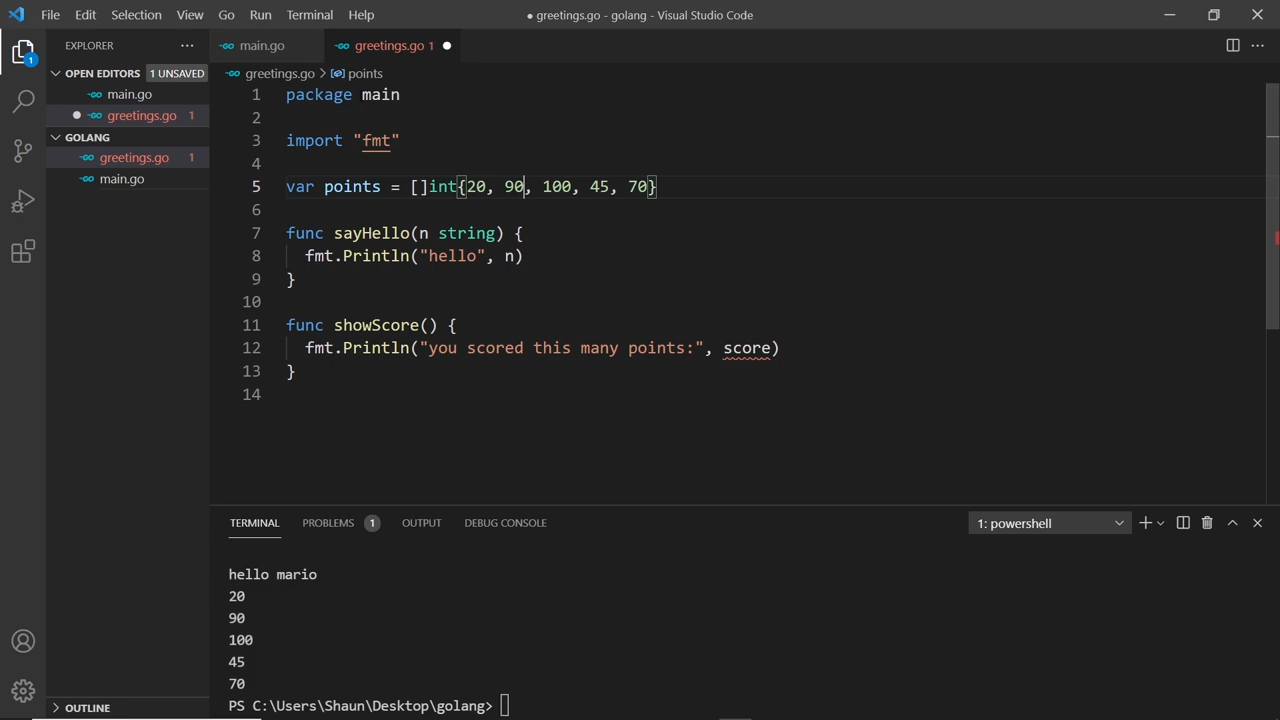 File Edit Selection View Go Run Terminal Help ● greetings.go - golang - Visual Studio Code
EXPLORER ··· main.go greetings.go 1 ●
OPEN EDITORS 1 UNSAVED greetings.go > points
main.go
● greetings.go 1
GOLANG
greetings.go 1
main.go
1 package main
2
3 import "fmt"
4
5 var points = []int{20, 90, 100, 45, 70}
6
7 func sayHello(n string) {
8 fmt.Println("hello", n)
9 }
10
11 func showScore() {
12 fmt.Println("you scored this many points:", score)
13 }
14
TERMINAL PROBLEMS 1 OUTPUT DEBUG CONSOLE 1: powershell
hello mario
20
90
100
45
70
PS C:\Users\Shaun\Desktop\golang>
OUTLINE
1